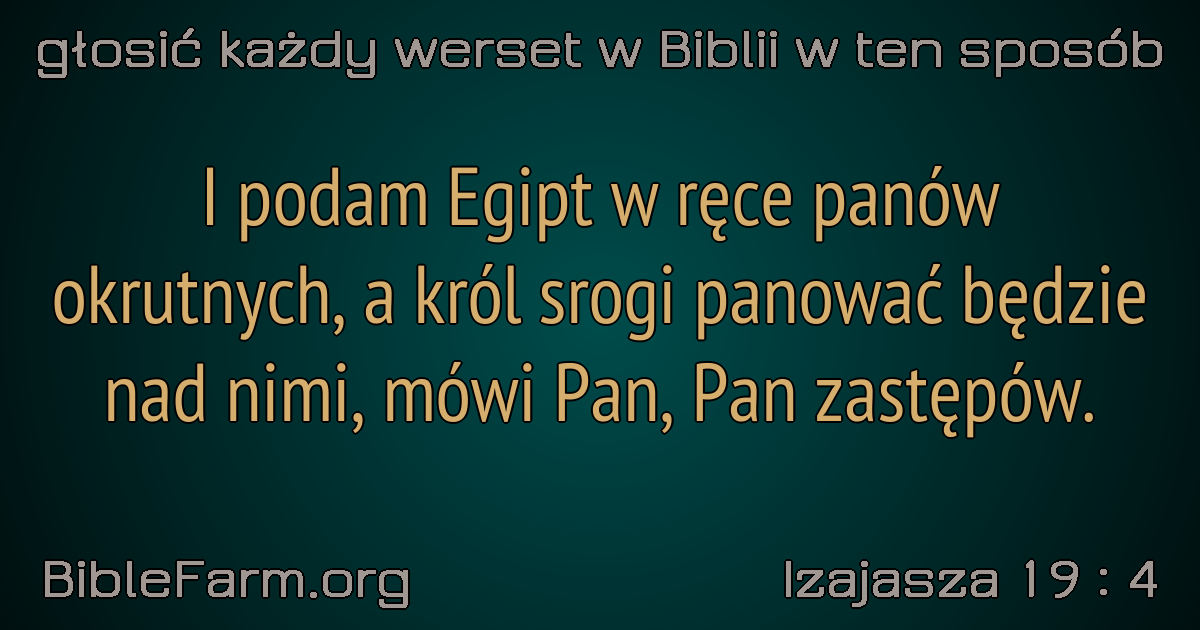 głosić każdy werset w Biblii w ten sposób
I podam Egipt w ręce panów
okrutnych, a król srogi panować będzie
nad nimi, mówi Pan, Pan zastępów.
BibleFarm.org
Izajasza 19 : 4